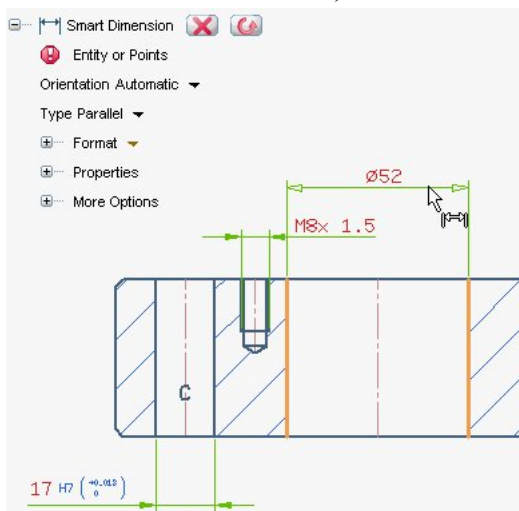 Smart Dimension
Entity or Points
Orientation Automatic
Type Parallel
Format
Properties
More Options
Ø52
M8x 1.5
C
17 H7 (+0.018 0)